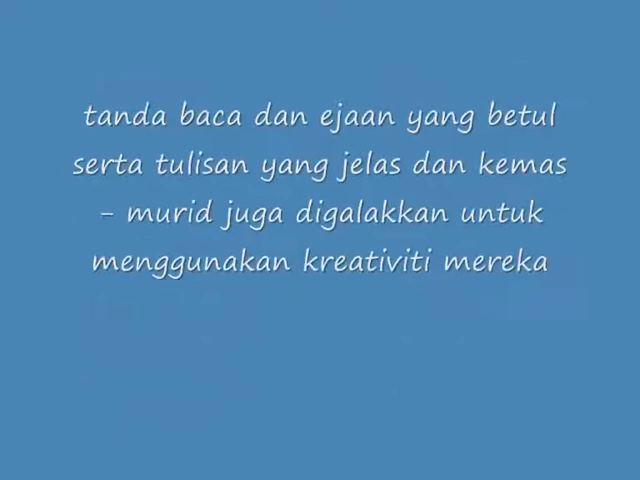 tanda baca dan ejaan yang betul
serta tulisan yang jelas dan kemas
- murid juga digalakkan untuk
menggunakan kreativiti mereka